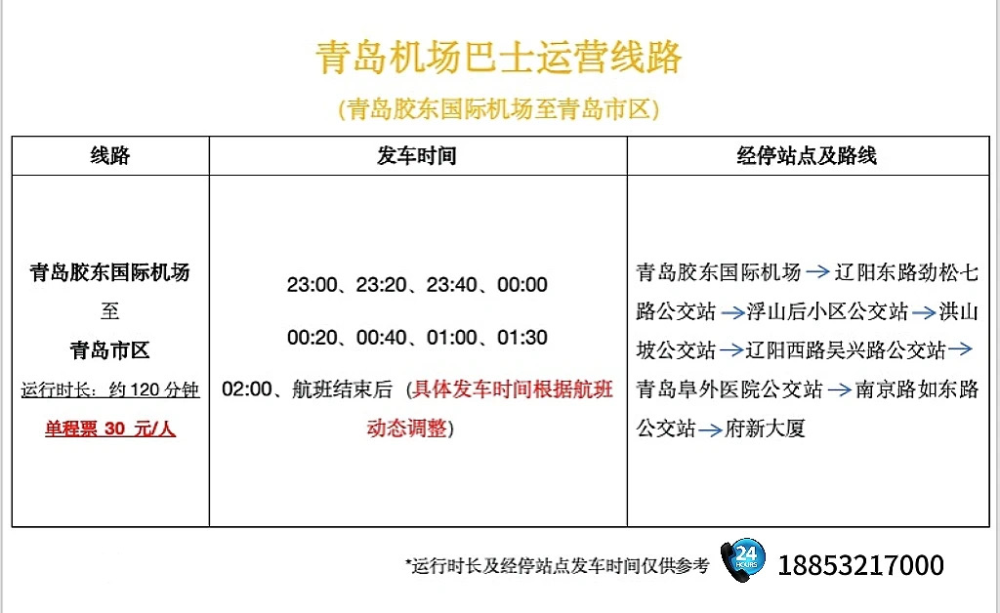 青岛机场巴士运营线路
(青岛胶东国际机场至青岛市区)
线路
发车时间
经停站点及路线
青岛胶东国际机场
至
青岛市区
运行时长：约 120 分钟
单程票 30 元/人
23:00、23:20、23:40、00:00
00:20、00:40、01:00、01:30
02:00、航班结束后（具体发车时间根据航班
动态调整）
青岛胶东国际机场→辽阳东路劲松七
路公交站→浮山后小区公交站→洪山
坡公交站→辽阳西路吴兴路公交站→
青岛阜外医院公交站→南京路如东路
公交站→府新大厦
*运行时长及经停站点发车时间仅供参考
24
HOURS
18853217000